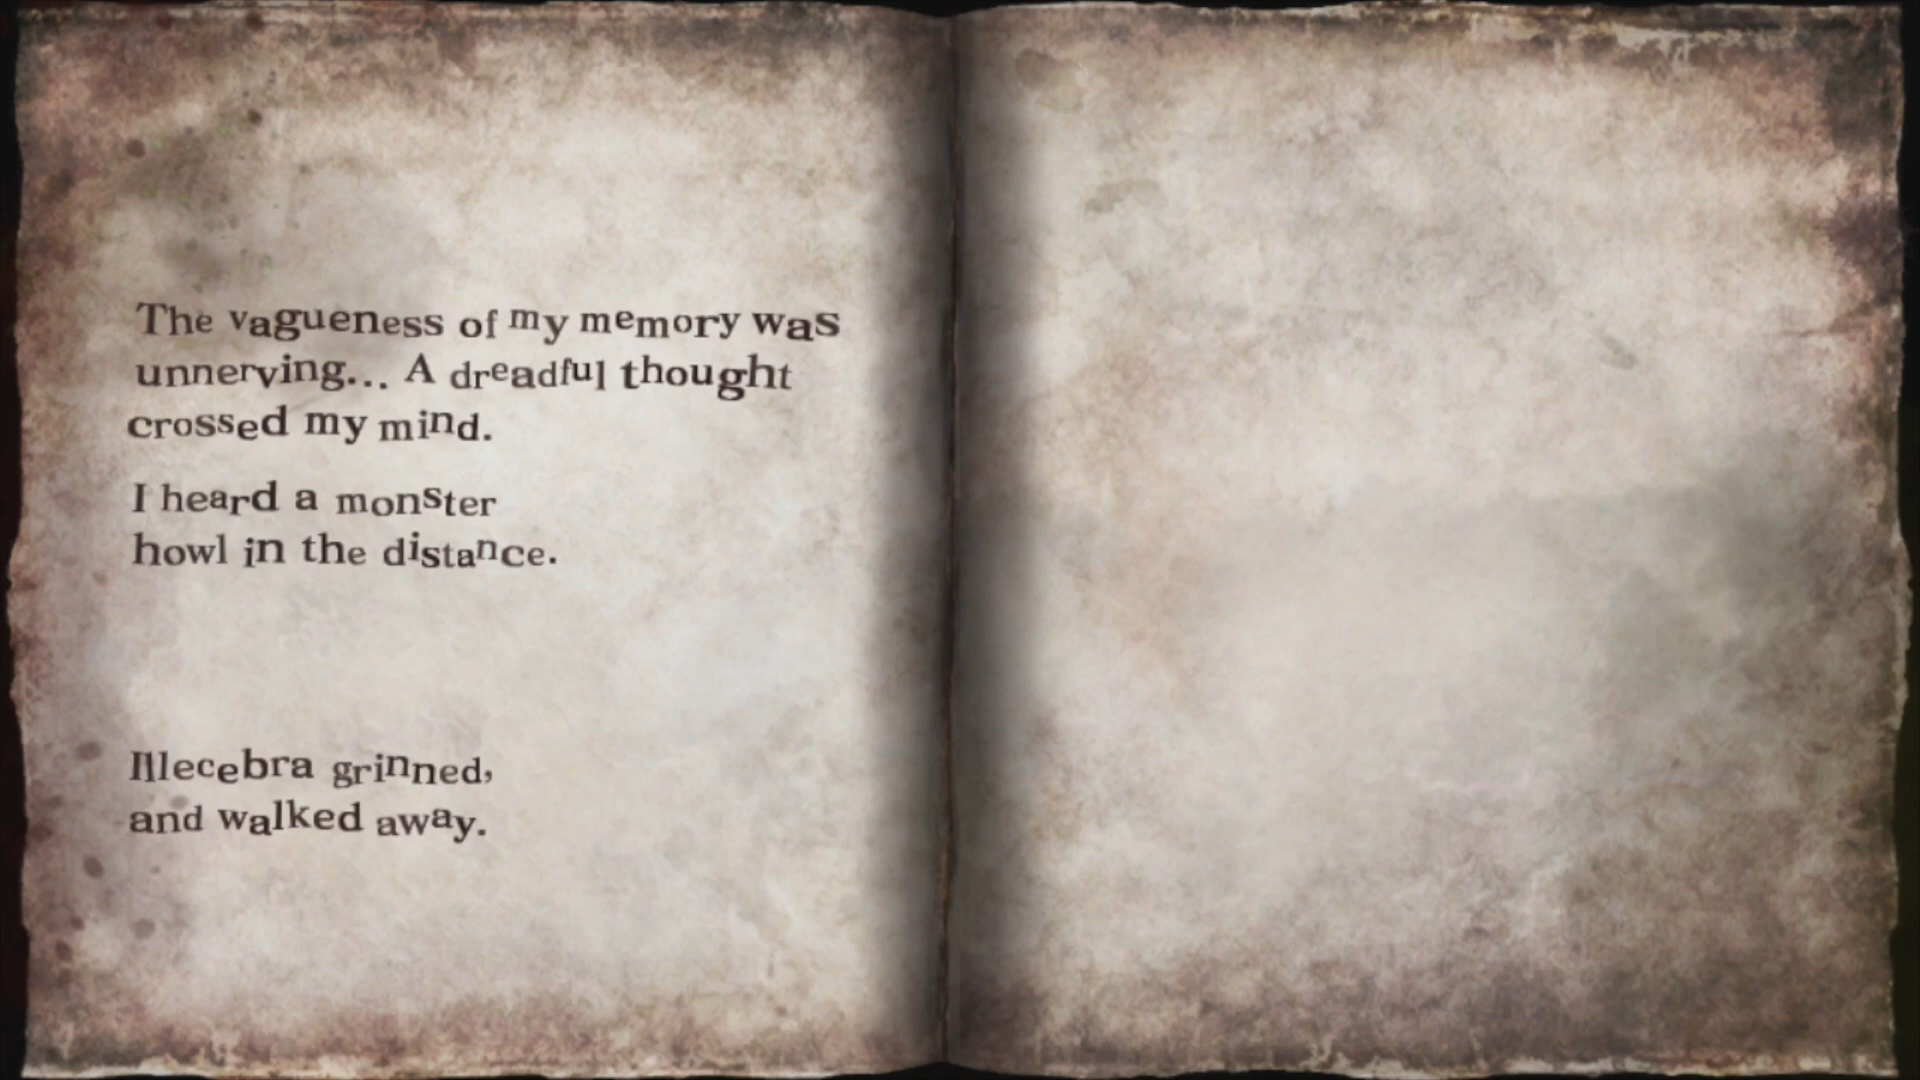 The vagueness of my memory was
unnerving... A dreadful thought
crossed my mind.
I heard a monster
howl in the distance.
Illecebra grinned,
and walked away.